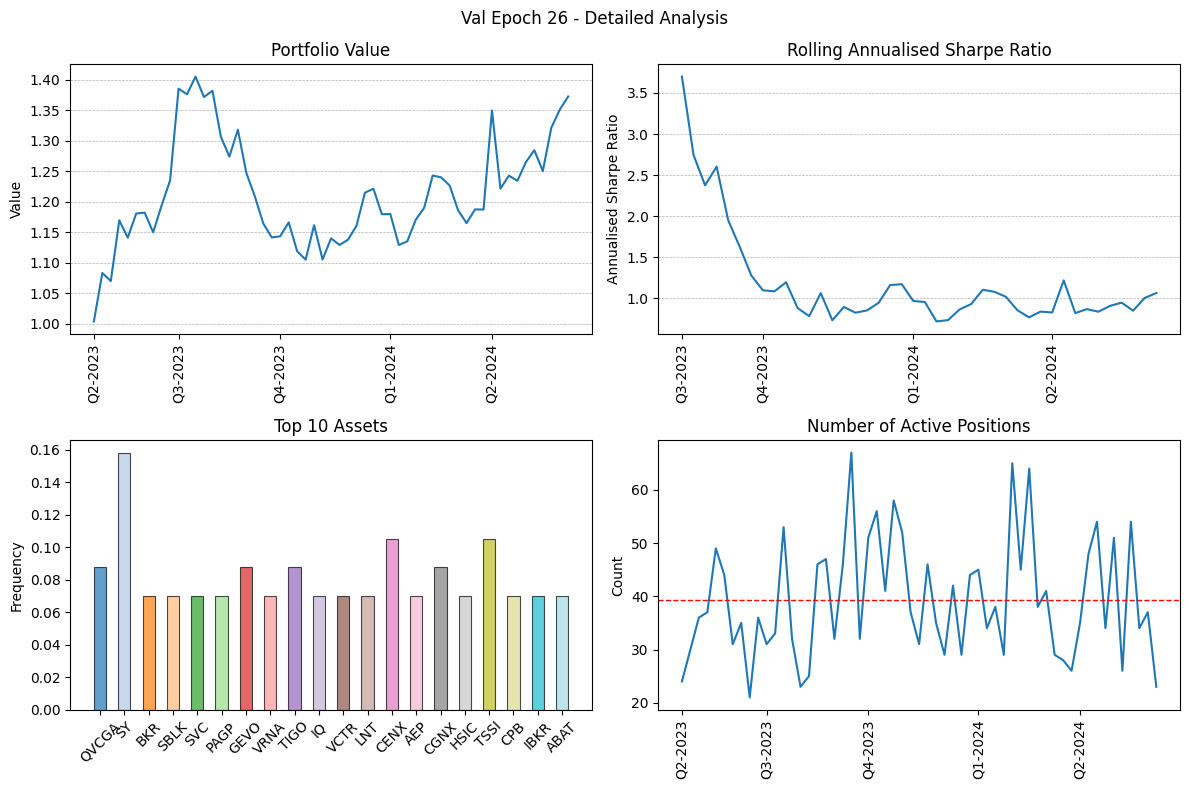 Val Epoch 26 - Detailed Analysis
Portfolio Value
Value
1.40
1.35
1.30
1.25
1.20
1.15
1.10
1.05
1.00
Q2-2023
Q3-2023
Q4-2023
Q1-2024
Q2-2024
Rolling Annualised Sharpe Ratio
Annualised Sharpe Ratio
3.5
3.0
2.5
2.0
1.5
1.0
Q3-2023
Q4-2023
Q1-2024
Q2-2024
Top 10 Assets
Frequency
0.16
0.14
0.12
0.10
0.08
0.06
0.04
0.02
0.00
QVCGA
SY
BKR
SBLK
SVC
PAGP
GEVO
VRNA
TIGO
IQ
VCTR
LNT
CENX
AEP
CGNX
HSIC
TSSI
CPB
IBKR
ABAT
Number of Active Positions
Count
60
50
40
30
20
Q2-2023
Q3-2023
Q4-2023
Q1-2024
Q2-2024